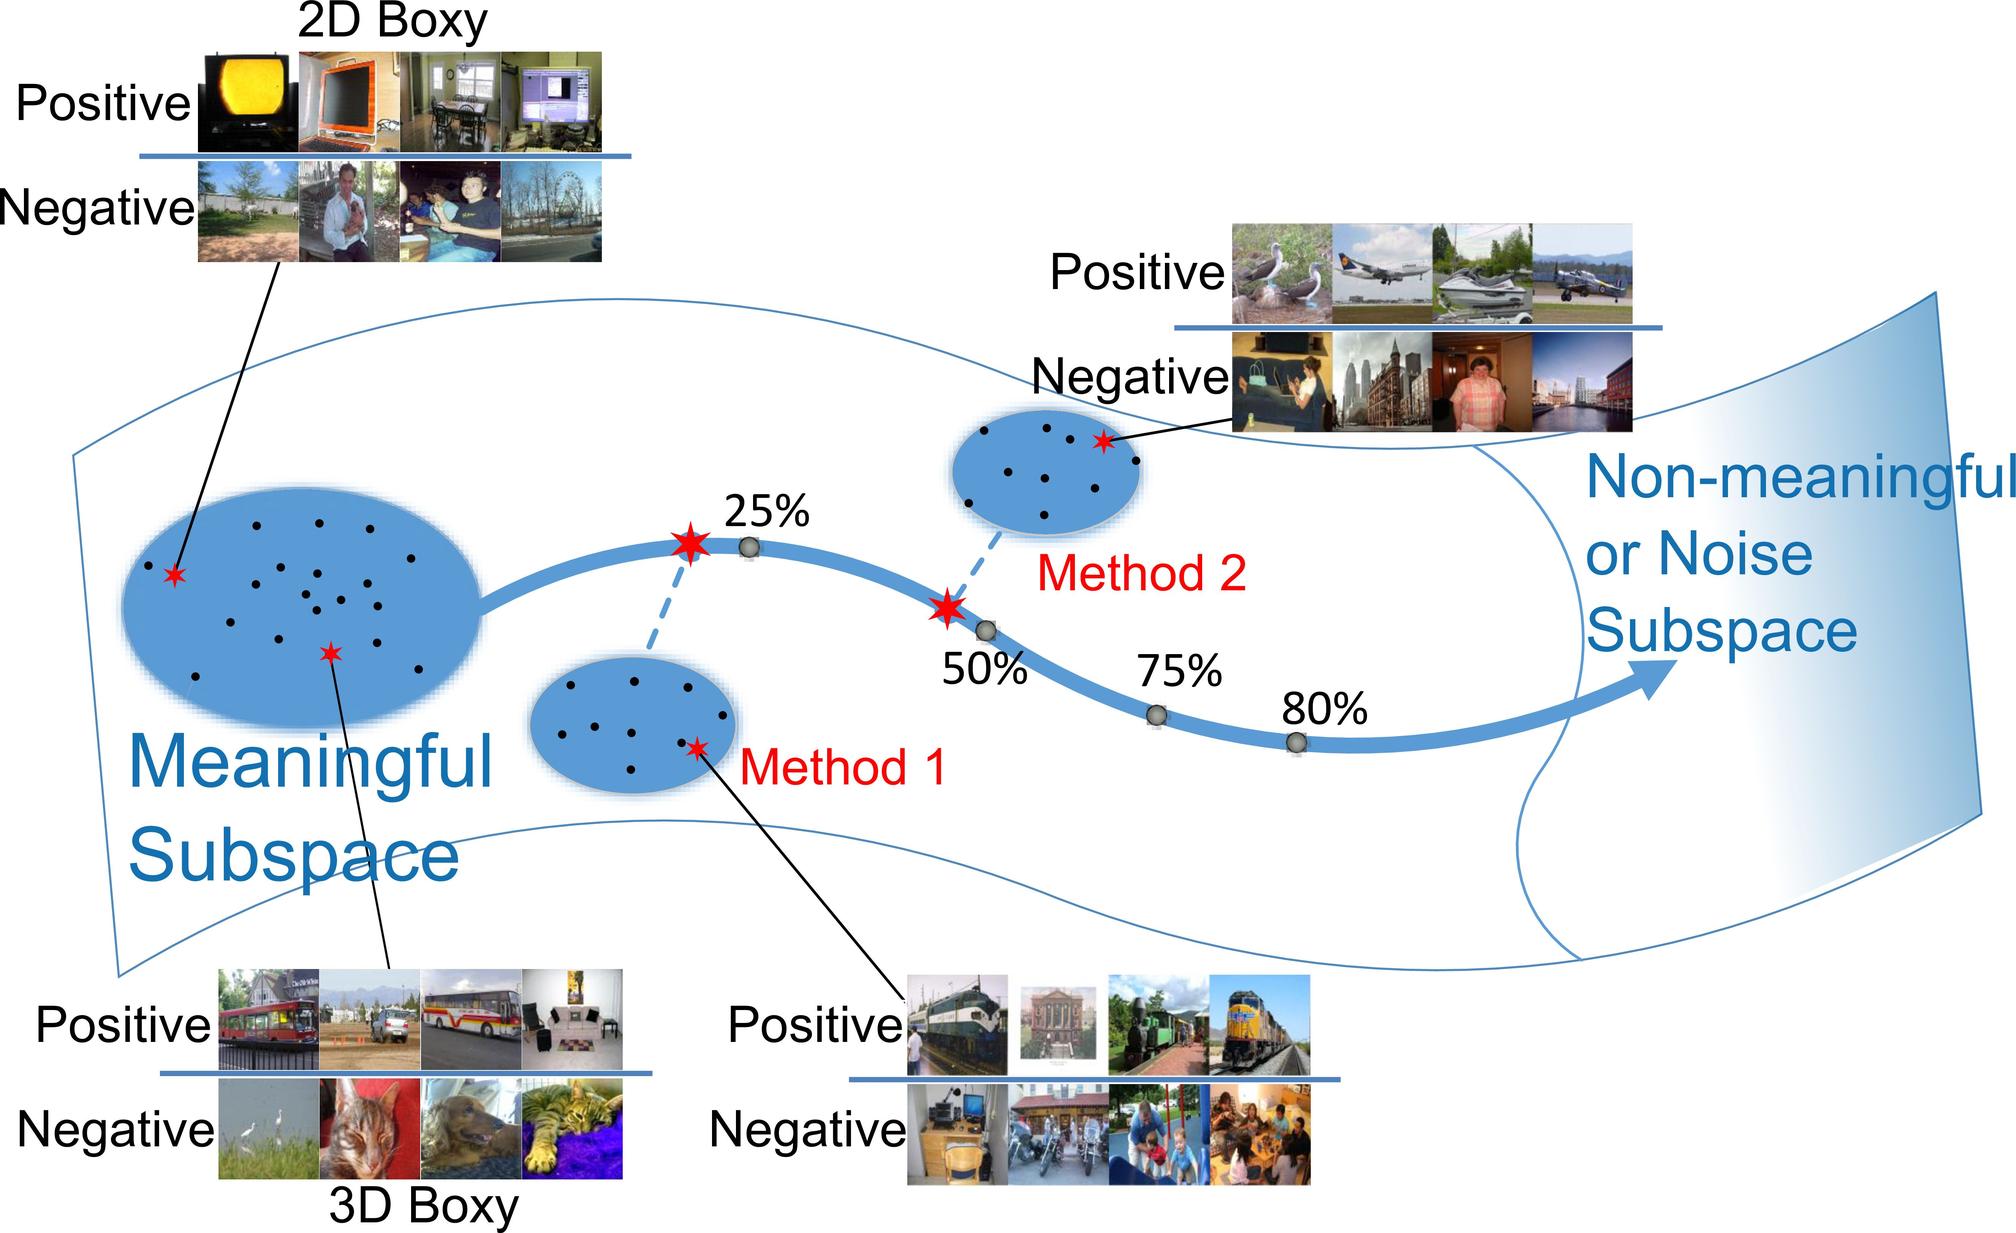 2D Boxy
Positive
Negative
Positive
Negative
25%
Method 2
50%
75%
80%
Non-meaningful
or Noise
Subspace
Meaningful
Subspace
Method 1
Positive
Negative
3D Boxy
Positive
Negative